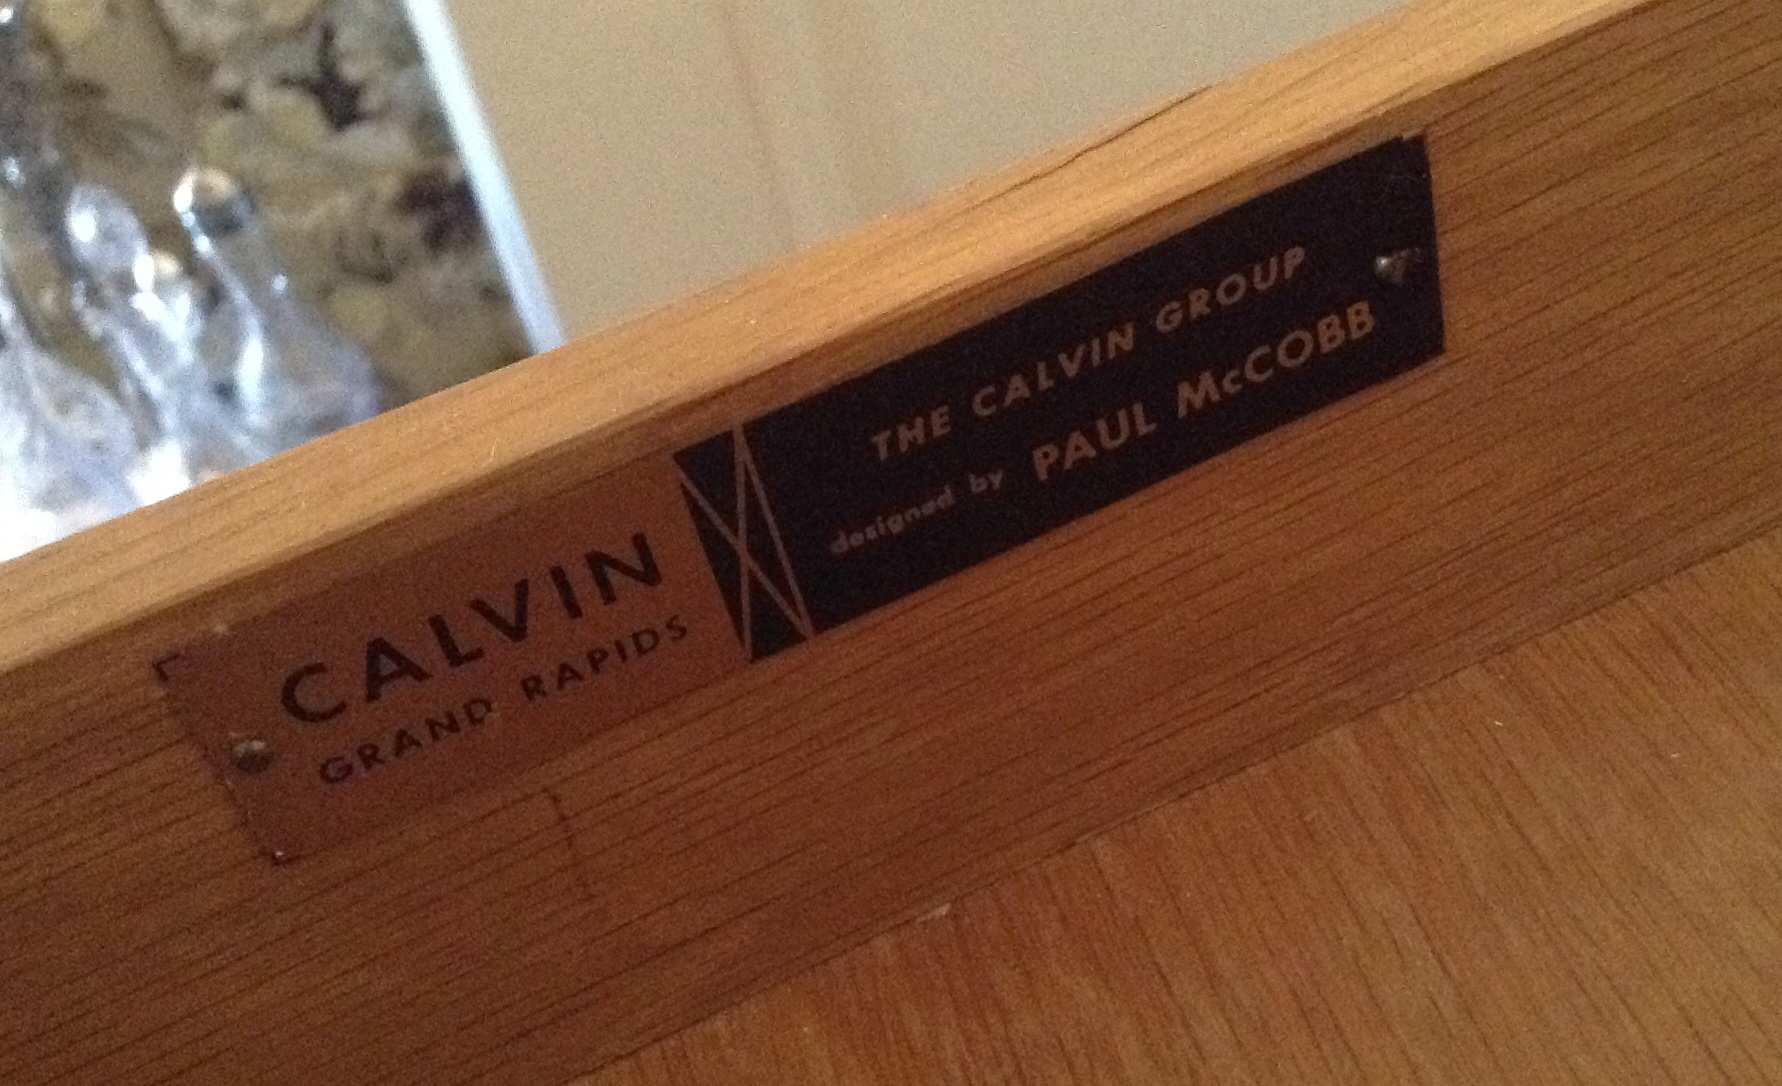 CALVIN
GRAND RAPIDS
THE CALVIN GROUP
designed by PAUL McCOBB